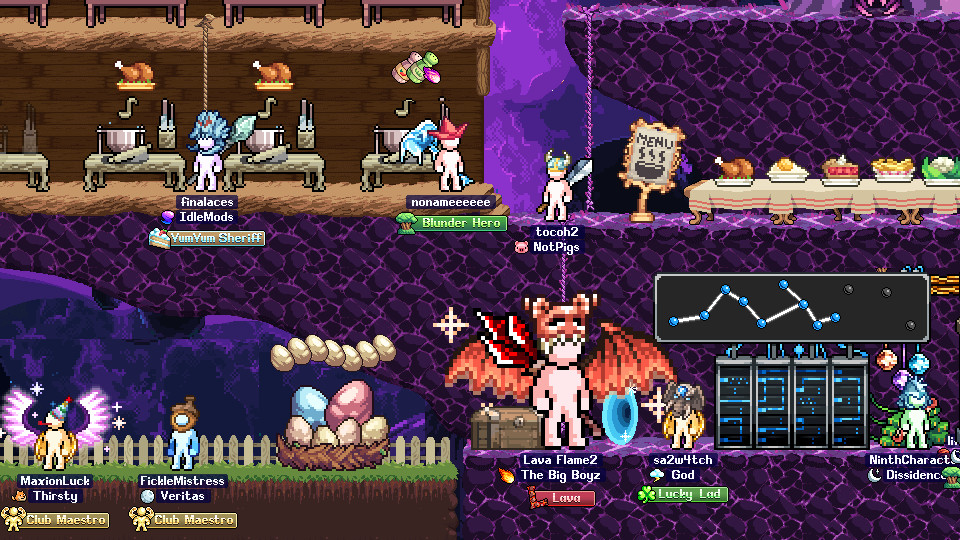 finalaces
IdleMods
YumYum Sheriff
nonameeeeee
Blunder Hero
MENU
tocoh2
NotPigs
MaxionLuck
Thirsty
Club Maestro
FickleMistress
Veritas
Club Maestro
Lava Flame2
The Big Boyz
Lava
sa2w4tch
God
Lucky Lad
NinthCharact
Dissidenc